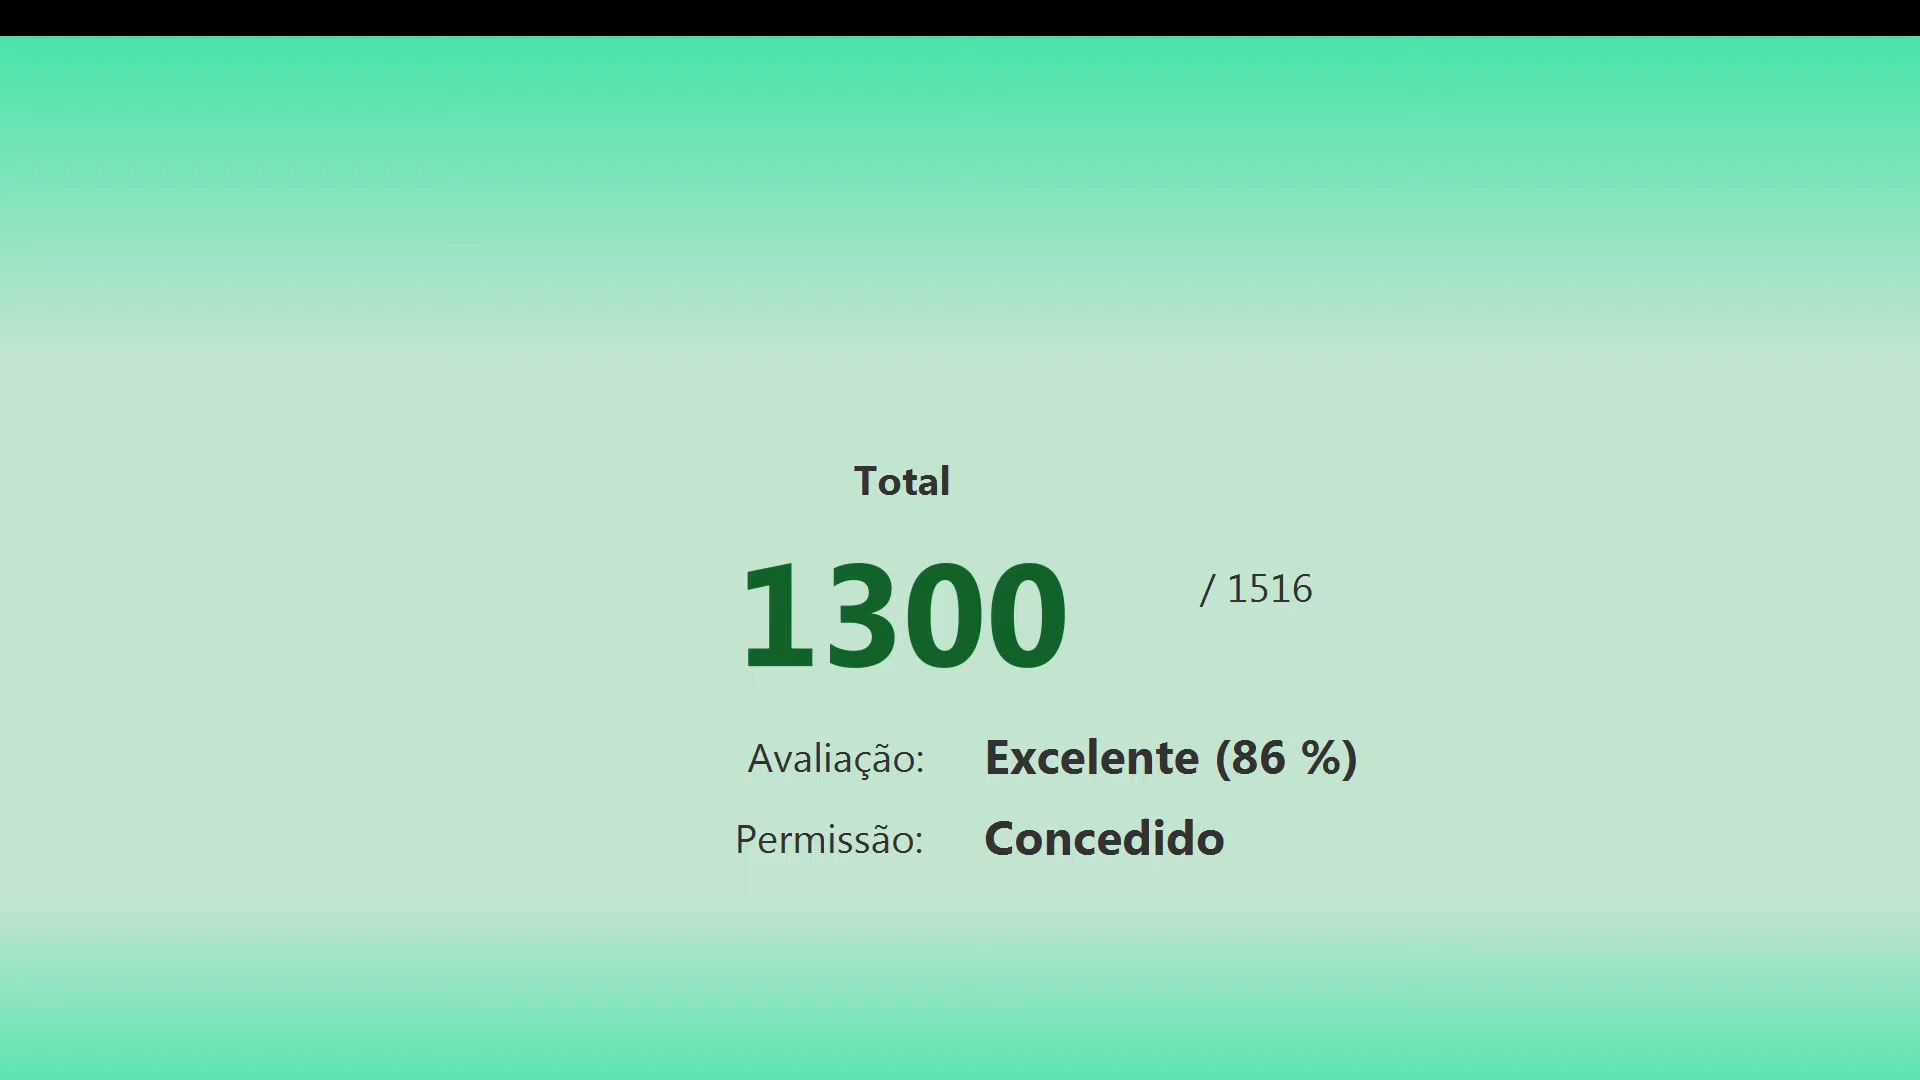 Total
1300 / 1516
Avaliação: Excelente (86 %)
Permissão: Concedido